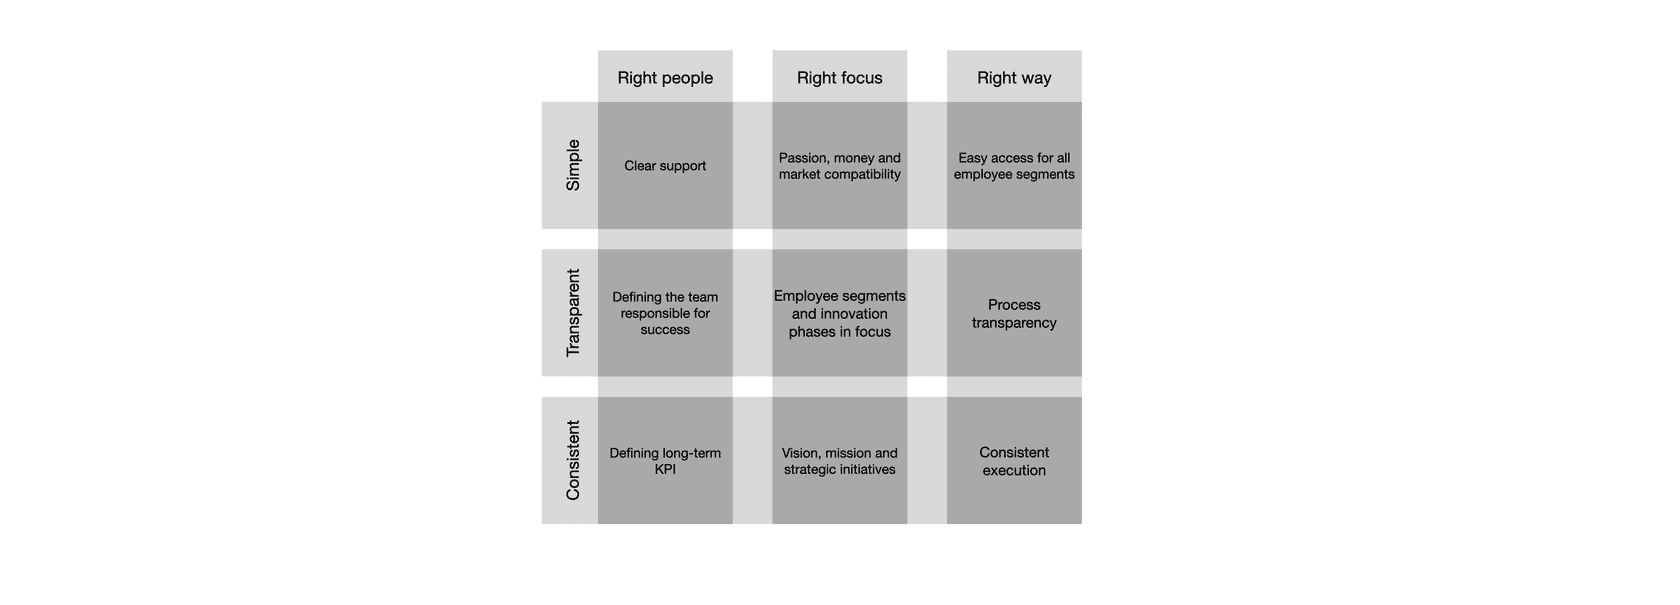 Right people
Right focus
Right way
Simple
Clear support
Passion, money and
market compatibility
Easy access for all
employee segments
Transparent
Defining the team
responsible for
success
Employee segments
and innovation
phases in focus
Process
transparency
Consistent
Defining long-term
KPI
Vision, mission and
strategic initiatives
Consistent
execution